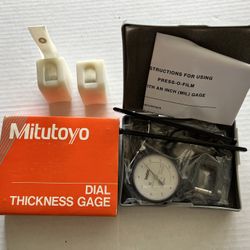 INSTRUCTIONS FOR USING
PRESS-O-FILM
WITH AN INCH (MIL) GAGE
Mitutoyo
DIAL
THICKNESS GAGE